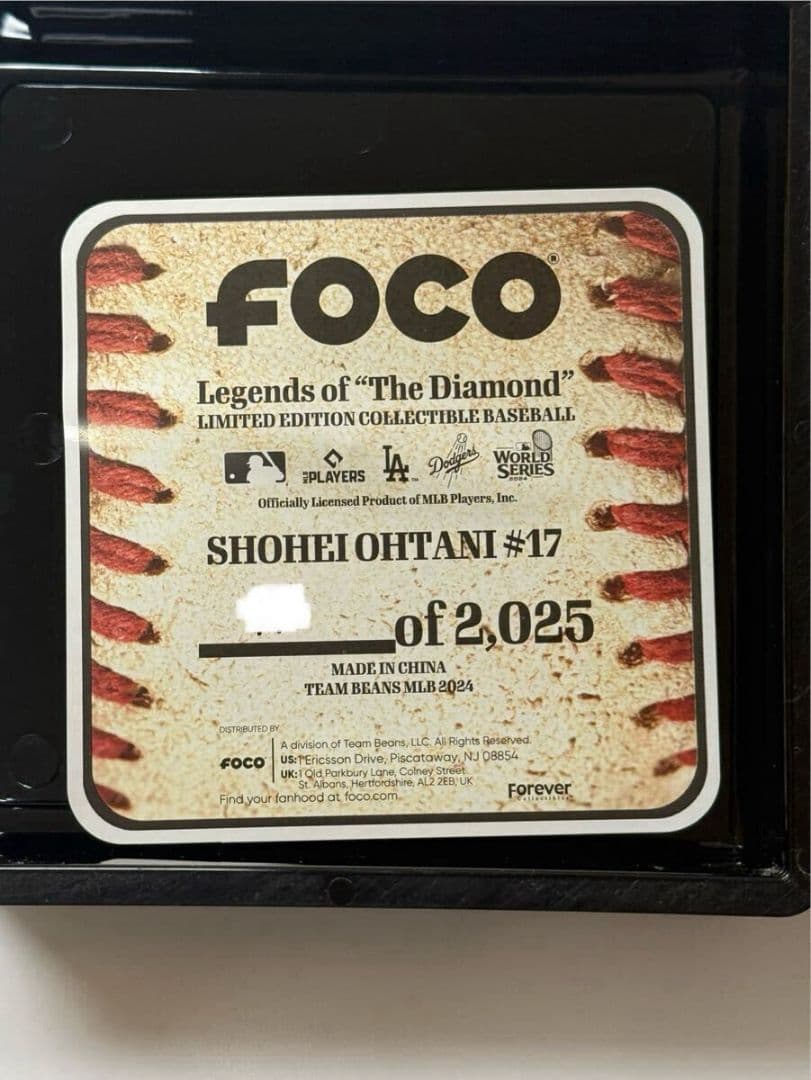 FOCO®
Legends of “The Diamond”
LIMITED EDITION COLLECTIBLE BASEBALL
PLAYERS LA™ Dodgers WORLD
SERIES
2024
Officially Licensed Product of MLB Players, Inc.
SHOHEI OHTANI #17
of 2,025
MADE IN CHINA
TEAM BEANS MLB 2024
DISTRIBUTED BY
FOCO
A division of Team Beans, LLC. All Rights Reserved.
US: 1 Ericsson Drive, Piscataway, NJ 08854
UK: 1 Old Parkbury Lane, Colney Street
St. Albans, Hertfordshire, AL2 2EB, UK
Find your fanhood at foco.com
Forever
Collectibles